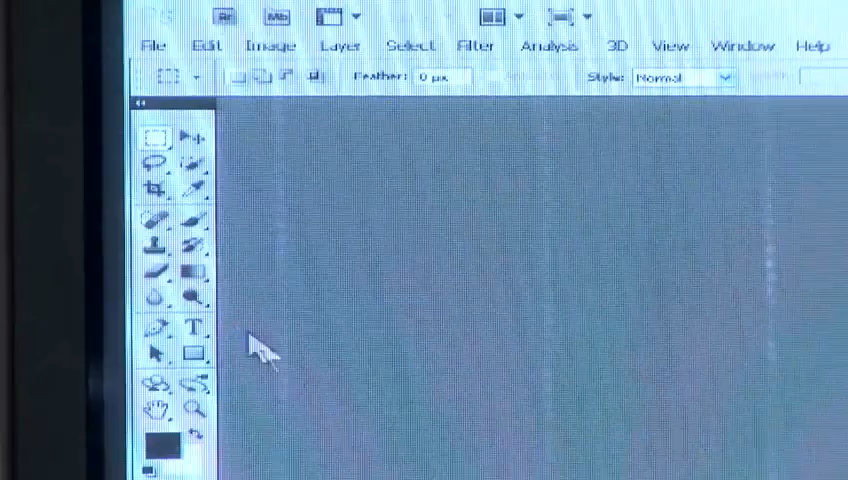 Br Mb
File Edit Image Layer Select Filter Analysis 3D View Window Help
Feather: 0 px Style: Normal
T